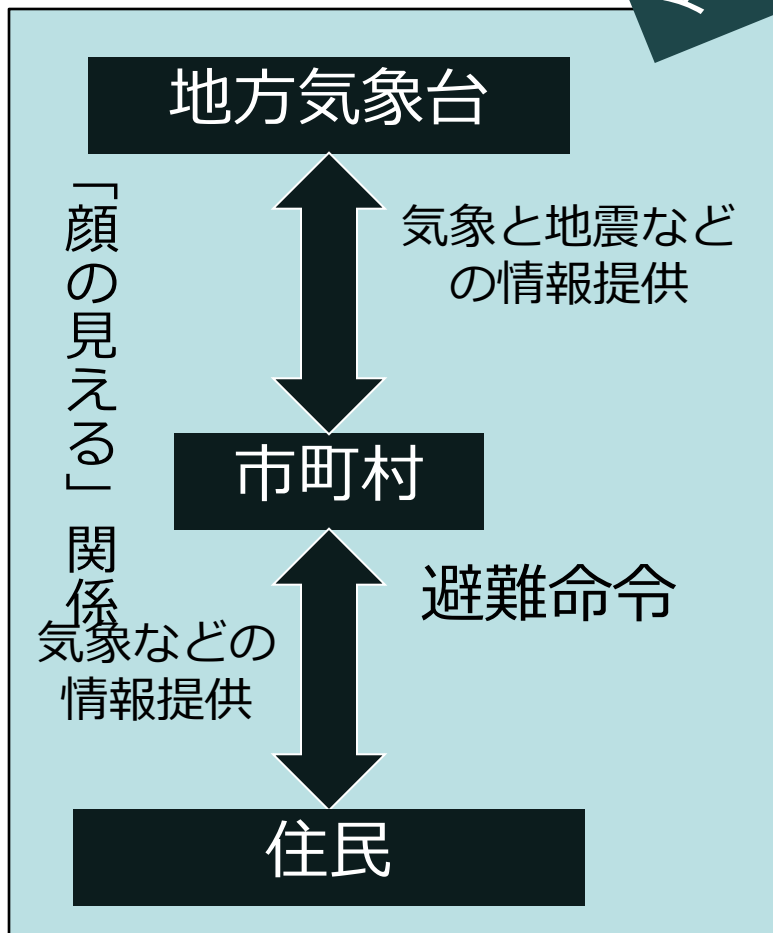 地方気象台
「顔の見える」関係
気象と地震など
の情報提供
市町村
避難命令
気象などの
情報提供
住民